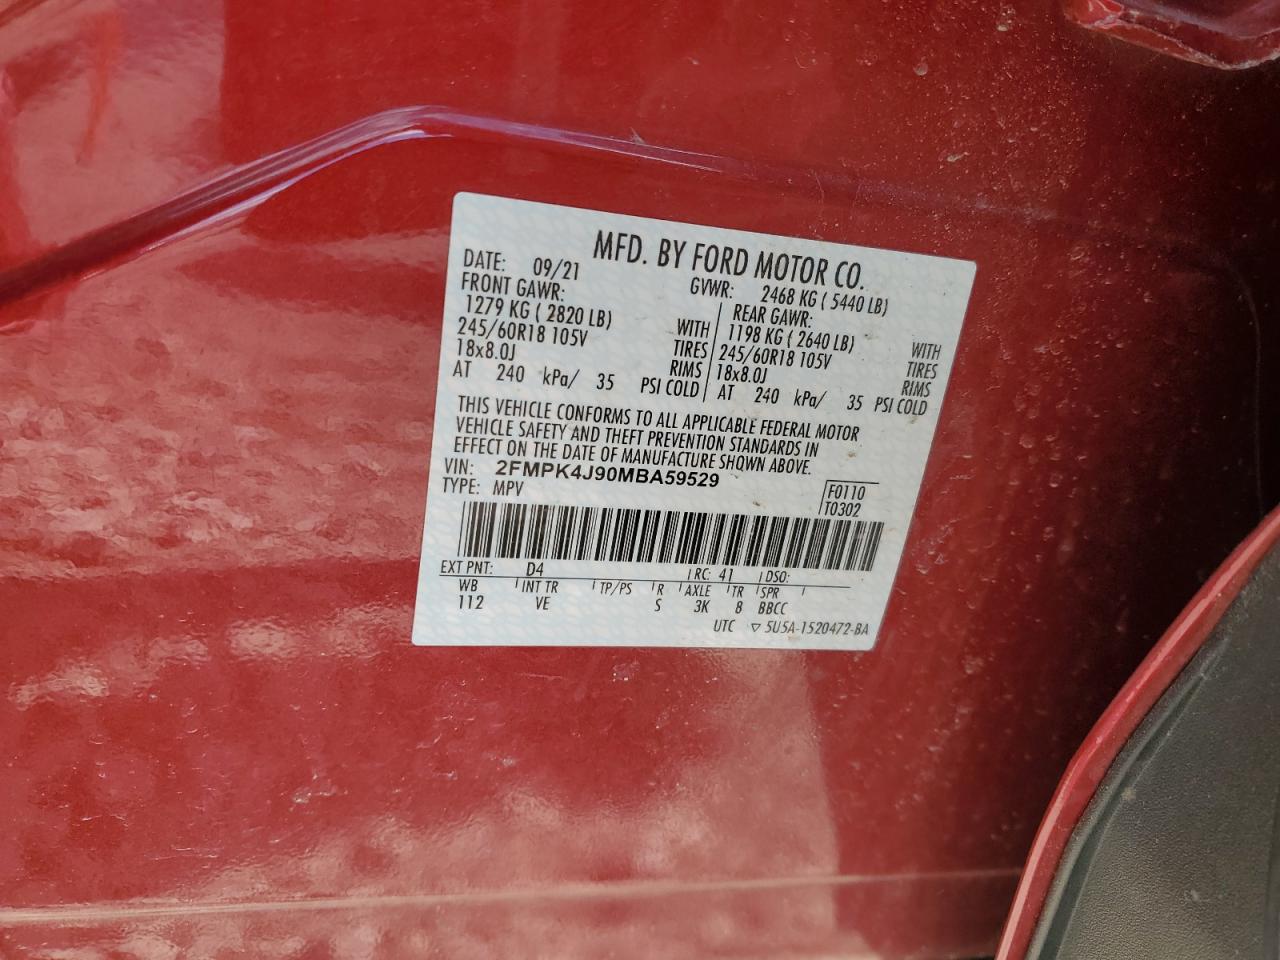 MFD. BY FORD MOTOR CO.
DATE: 09/21 GVWR: 2468 KG ( 5440 LB)
FRONT GAWR: REAR GAWR:
1279 KG ( 2820 LB) WITH 1198 KG ( 2640 LB) WITH
245/60R18 105V TIRES 245/60R18 105V TIRES
18x8.0J RIMS 18x8.0J RIMS
AT 240 kPa/ 35 PSI COLD AT 240 kPa/ 35 PSI COLD
THIS VEHICLE CONFORMS TO ALL APPLICABLE FEDERAL MOTOR
VEHICLE SAFETY AND THEFT PREVENTION STANDARDS IN
EFFECT ON THE DATE OF MANUFACTURE SHOWN ABOVE.
VIN: 2FMPK4J90MBA59529
TYPE: MPV F0110
T0302
EXT PNT: D4 RC: 41 DSO:
WB INT TR TP/PS R AXLE TR SPR
112 VE S 3K 8 BBCC
UTC ▽ 5U5A-1520472-BA